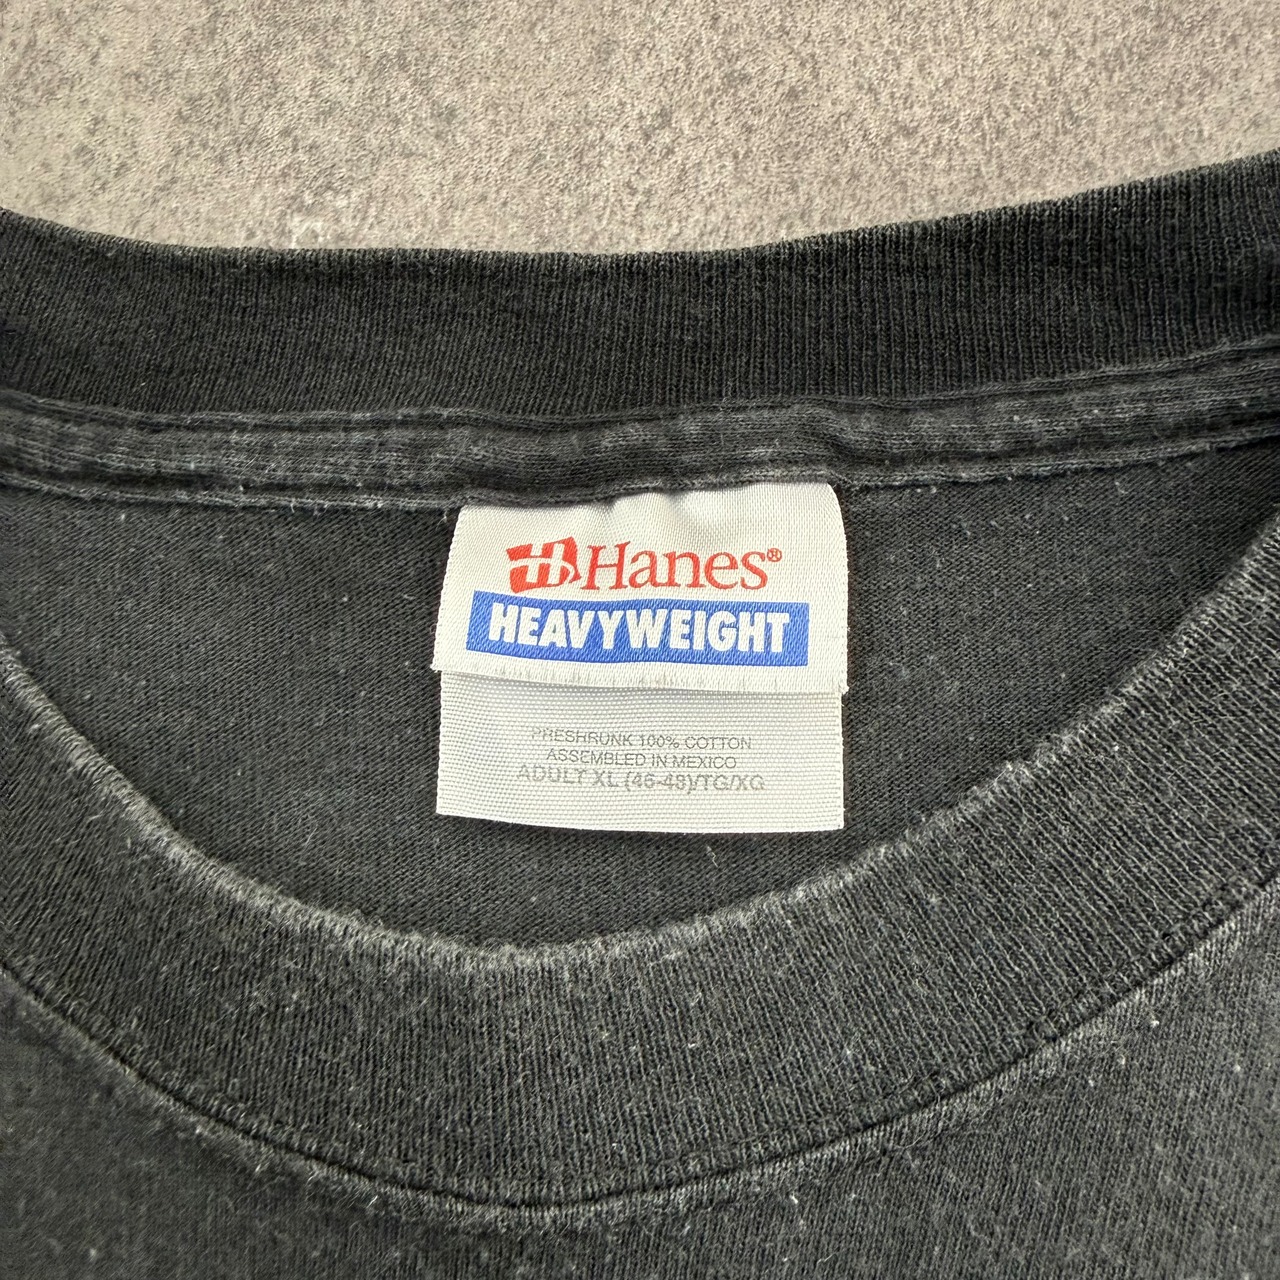 Hanes®
HEAVYWEIGHT
PRESHRUNK 100% COTTON
ASSEMBLED IN MEXICO
ADULT XL (46-48)/TG/XG